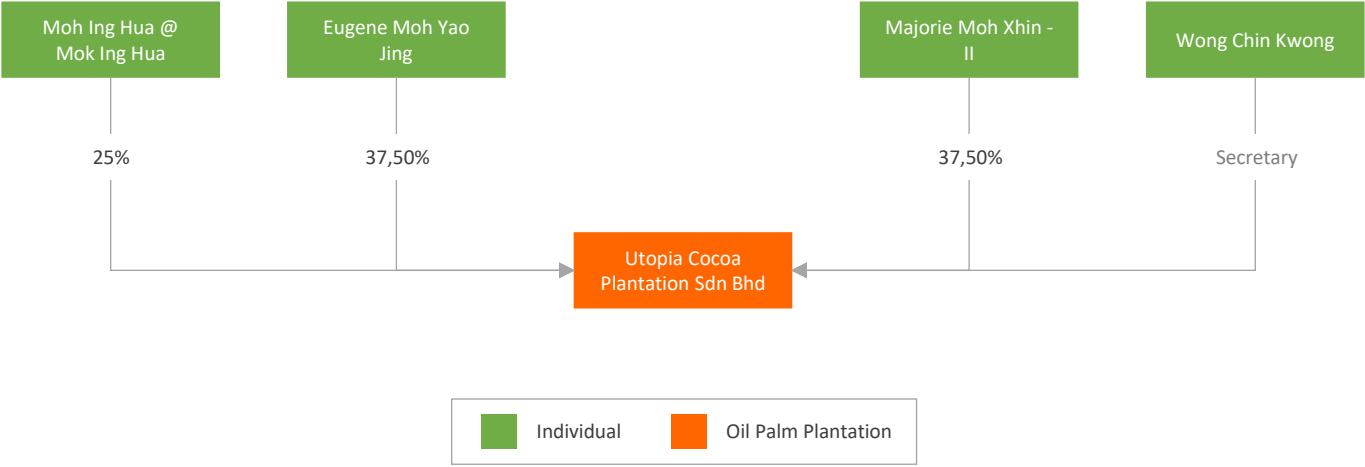 Moh Ing Hua @
Mok Ing Hua
Eugene Moh Yao
Jing
Majorie Moh Xhin -
II
Wong Chin Kwong
25%
37,50%
37,50%
Secretary
Utopia Cocoa
Plantation Sdn Bhd
Individual
Oil Palm Plantation